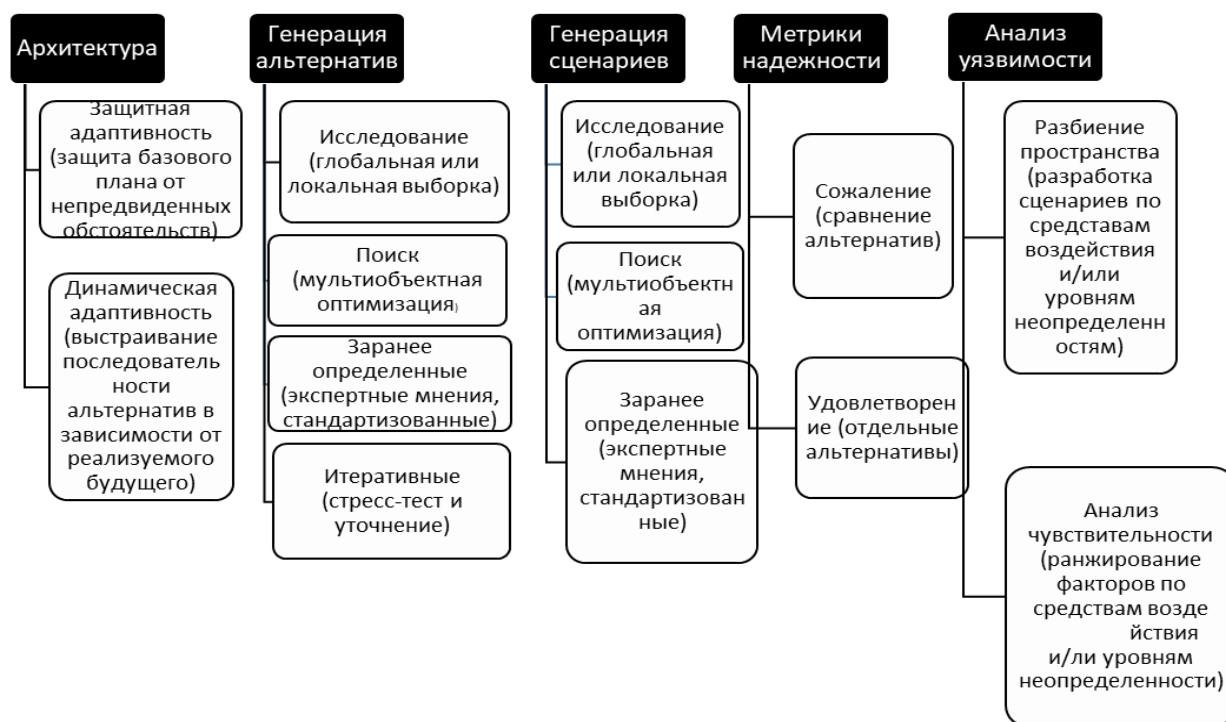 Архитектура
Защитная
адаптивность
(защита базового
плана от
непредвиденных
обстоятельств)
Динамическая
адаптивность
(выстраивание
последователь
ности
альтернатив в
зависимости от
реализуемого
будущего)
Генерация
альтернатив
Исследование
(глобальная или
локальная выборка)
Поиск
(мультиобъектная
оптимизация)
Заранее
определенные
(экспертные мнения,
стандартизованные)
Итеративные
(стресс-тест и
уточнение)
Генерация
сценариев
Исследование
(глобальная
или локальная
выборка)
Поиск
(мультиобъектн
ая
оптимизация)
Заранее
определенные
(экспертные
мнения,
стандартизован
ные)
Метрики
надежности
Сожаление
(сравнение
альтернатив)
Удовлетворен
ие (отдельные
альтернативы)
Анализ
уязвимости
Разбиение
пространства
(разработка
сценариев по
средставам
воздействия
и/или
уровням
неопределенн
остям)
Анализ
чувствительности
(ранжирование
факторов по
средствам возде
йствия
и/ли уровням
неопределенности)